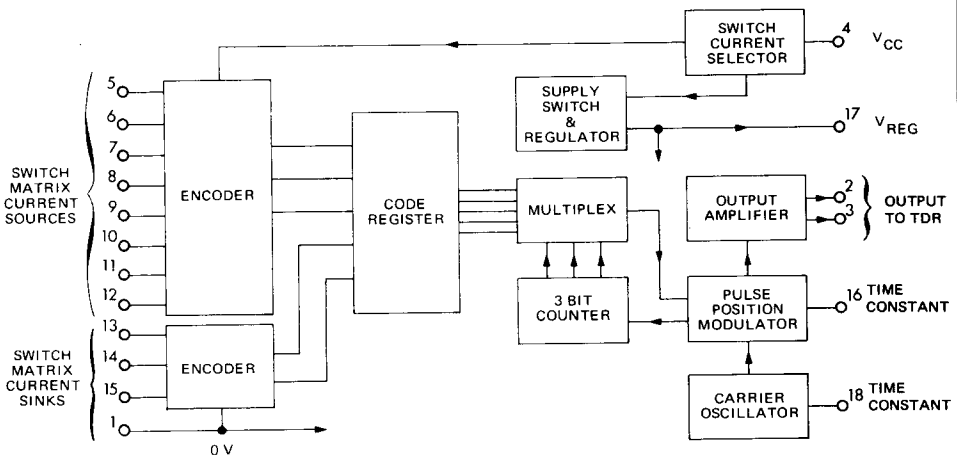 SWITCH
CURRENT
SELECTOR
4
V CC
5
6
7
8
9
10
11
12
SWITCH
MATRIX
CURRENT
SOURCES
ENCODER
SUPPLY
SWITCH
&
REGULATOR
17
V REG
CODE
REGISTER
MULTIPLEX
OUTPUT
AMPLIFIER
2
3
OUTPUT
TO TDR
3 BIT
COUNTER
PULSE
POSITION
MODULATOR
16 TIME
CONSTANT
13
14
15
1
SWITCH
MATRIX
CURRENT
SINKS
ENCODER
0 V
CARRIER
OSCILLATOR
18 TIME
CONSTANT